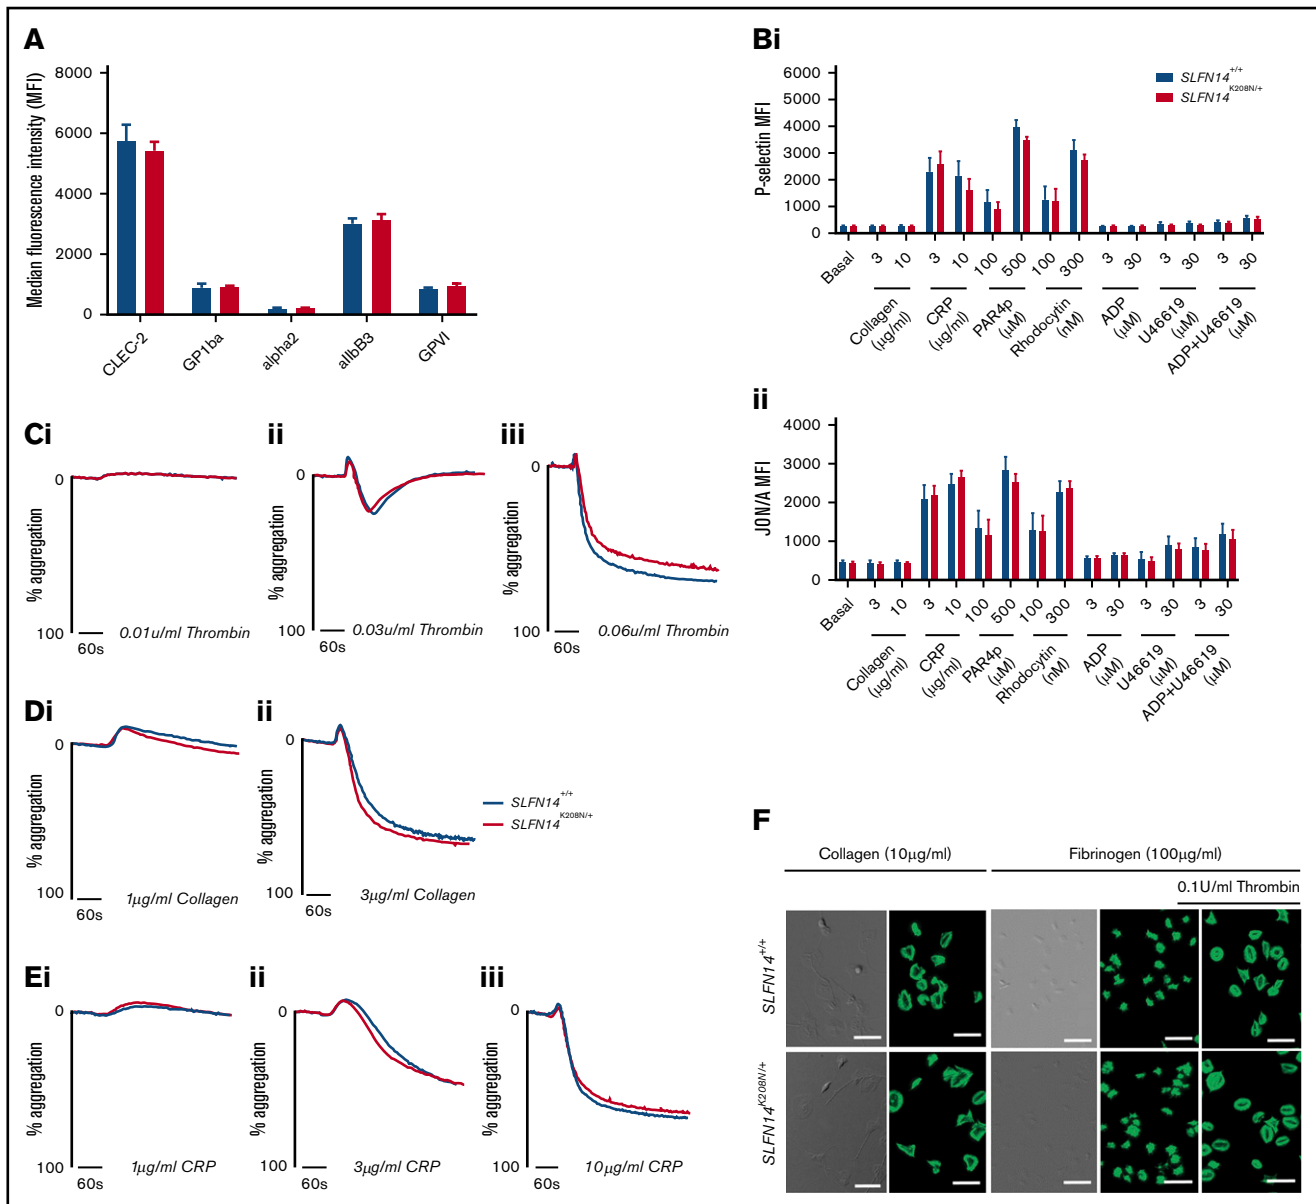 A
Median fluorescence intensity (MFI)
8000
6000
4000
2000
0
CLEC-2
GP1ba
alpha2
aIIbB3
GPVI
Bi
P-selectin MFI
6000
5000
4000
3000
2000
1000
0
SLFN14+/+
SLFN14K208N/+
Basal
3
10
3
10
100
500
100
300
3
30
3
30
3
30
Collagen (µg/ml)
CRP (µg/ml)
PAR4p (µM)
Rhodocytin (nM)
ADP (µM)
U46619 (µM)
ADP+U46619 (µM)
ii
JON/A MFI
4000
3000
2000
1000
0
Basal
3
10
3
10
100
500
100
300
3
30
3
30
3
30
Collagen (µg/ml)
CRP (µg/ml)
PAR4p (µM)
Rhodocytin (nM)
ADP (µM)
U46619 (µM)
ADP+U46619 (µM)
Ci
0
% aggregation
100
60s
0.01u/ml Thrombin
ii
0
% aggregation
100
60s
0.03u/ml Thrombin
iii
0
% aggregation
100
60s
0.06u/ml Thrombin
Di
0
% aggregation
100
60s
1µg/ml Collagen
ii
0
% aggregation
100
60s
3µg/ml Collagen
SLFN14+/+
SLFN14K208N/+
Ei
0
% aggregation
100
60s
1µg/ml CRP
ii
0
% aggregation
100
60s
3µg/ml CRP
iii
0
% aggregation
100
60s
10µg/ml CRP
F
Collagen (10µg/ml)
Fibrinogen (100µg/ml)
0.1U/ml Thrombin
SLFN14+/+
SLFN14K208N/+